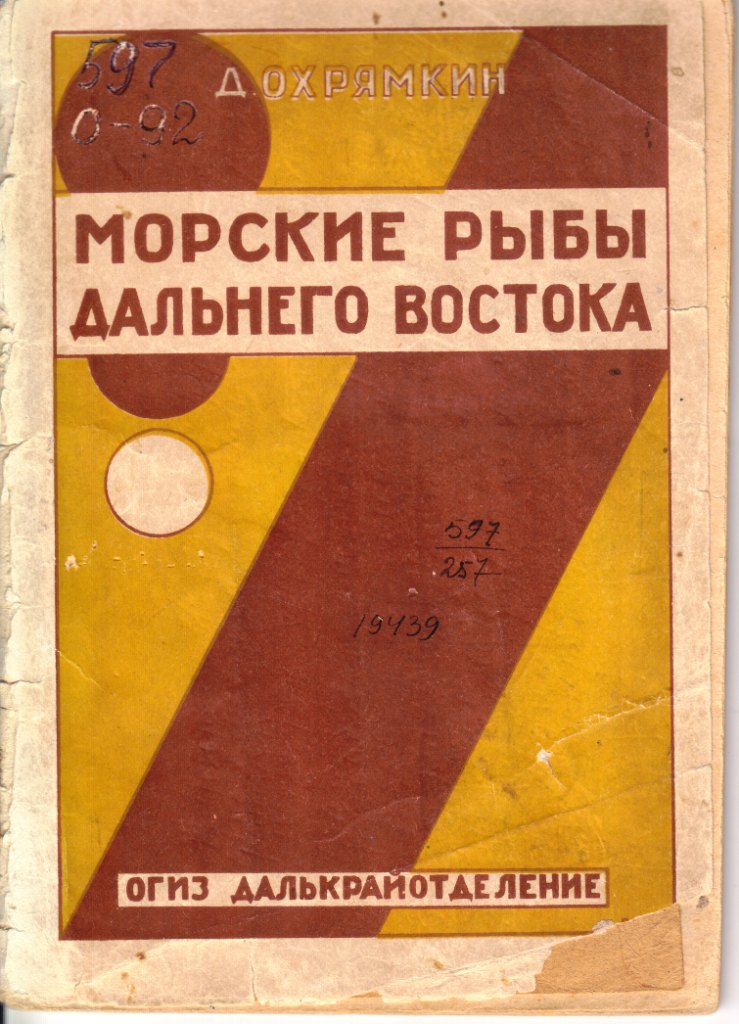 597
О-92
Д. ОХРЯМКИН
МОРСКИЕ РЫБЫ
ДАЛЬНЕГО ВОСТОКА
597
257
19439
ОГИЗ ДАЛЬКРАЙОТДЕЛЕНИЕ